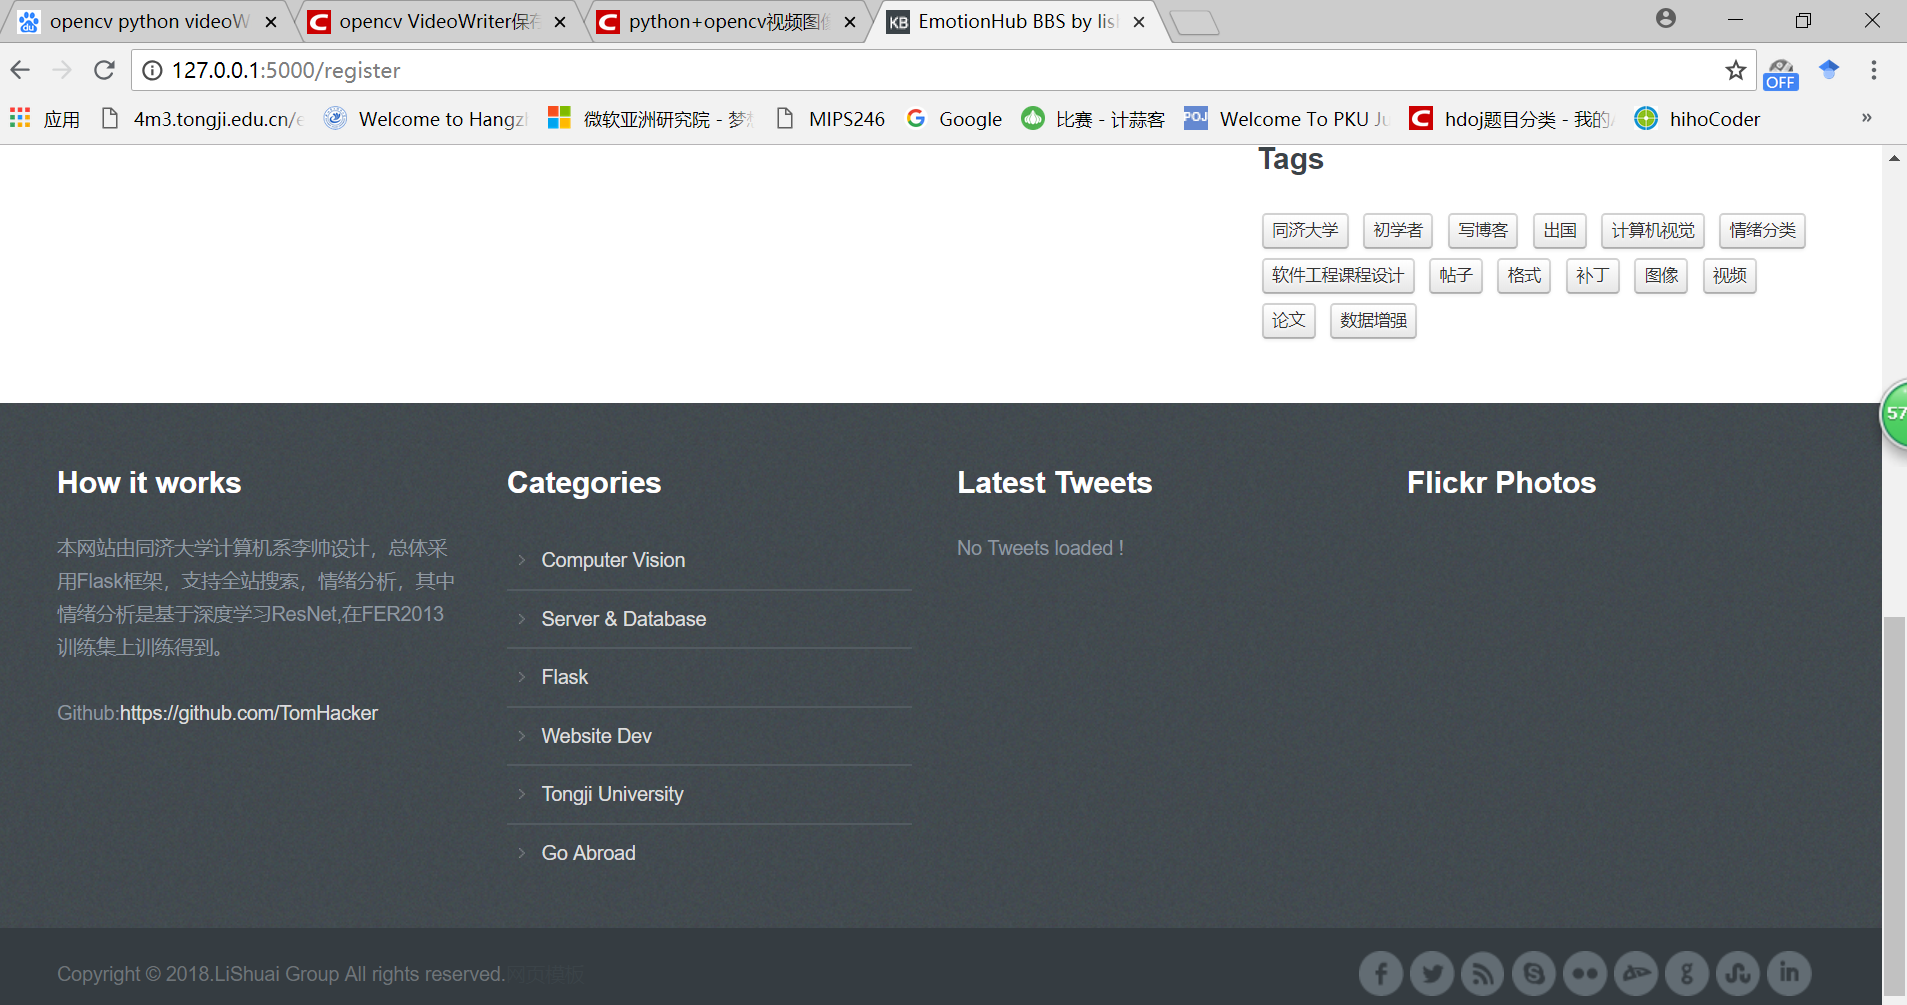 opencv python videoW
opencv VideoWriter保存
python+opencv视频图像
KB EmotionHub BBS by lish
127.0.0.1:5000/register
OFF
应用 4m3.tongji.edu.cn/e Welcome to Hangz 微软亚洲研究院 - 梦想 MIPS246 Google 比赛 - 计蒜客 POJ Welcome To PKU Ju hdoj题目分类 - 我的 hihoCoder »
Tags
同济大学 初学者 写博客 出国 计算机视觉 情绪分类
软件工程课程设计 帖子 格式 补丁 图像 视频
论文 数据增强
57
How it works
本网站由同济大学计算机系李帅设计，总体采
用Flask框架，支持全站搜索，情绪分析，其中
情绪分析是基于深度学习ResNet,在FER2013
训练集上训练得到。
Github:https://github.com/TomHacker
Categories
Computer Vision
Server & Database
Flask
Website Dev
Tongji University
Go Abroad
Latest Tweets
No Tweets loaded !
Flickr Photos
Copyright © 2018.LiShuai Group All rights reserved.网页模板